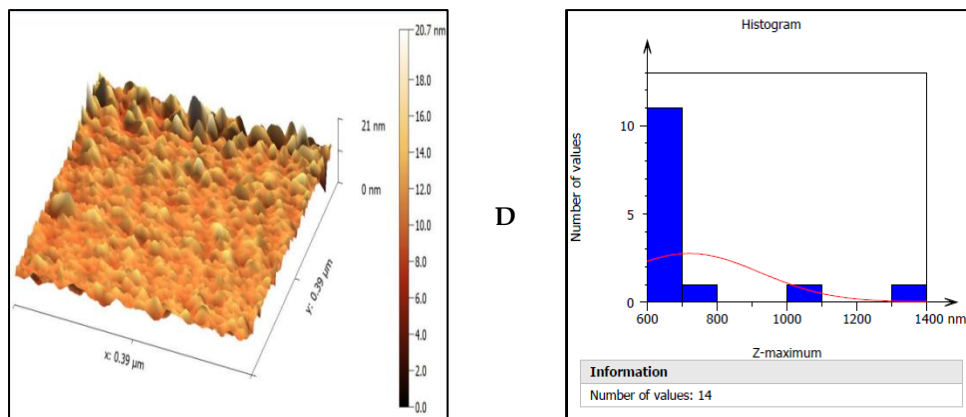 20.7 nm
18.0
16.0
14.0
12.0
10.0
8.0
6.0
4.0
2.0
0.0
21 nm
0 nm
x: 0.39 µm
y: 0.39 µm
D
Histogram
Number of values
10
5
0
600
800
1000
1200
1400 nm
Z-maximum
Information
Number of values: 14